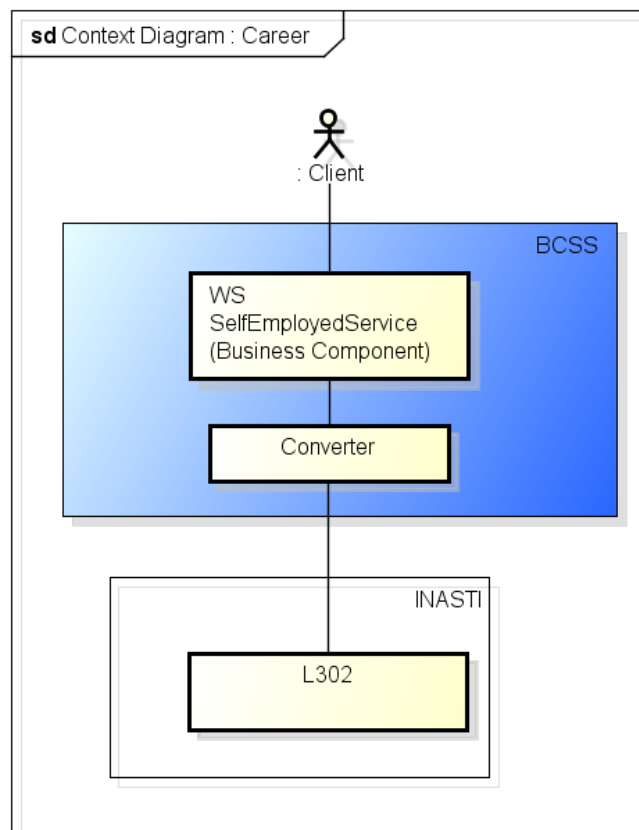 sd Context Diagram : Career
: Client
BCSS
WS
SelfEmployedService
(Business Component)
Converter
INASTI
L302